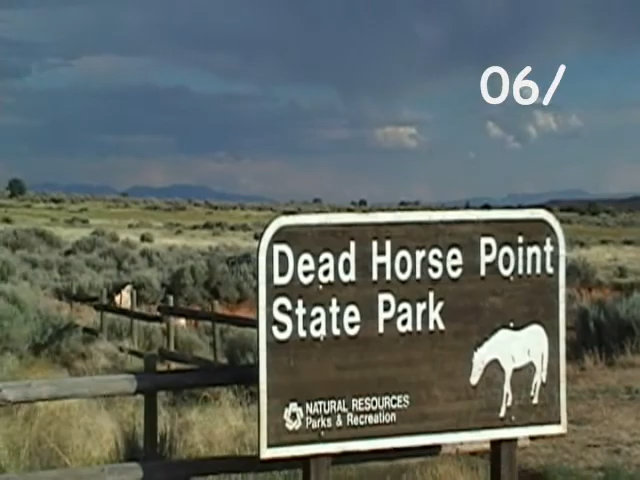 06/
Dead Horse Point
State Park
NATURAL RESOURCES
Parks & Recreation